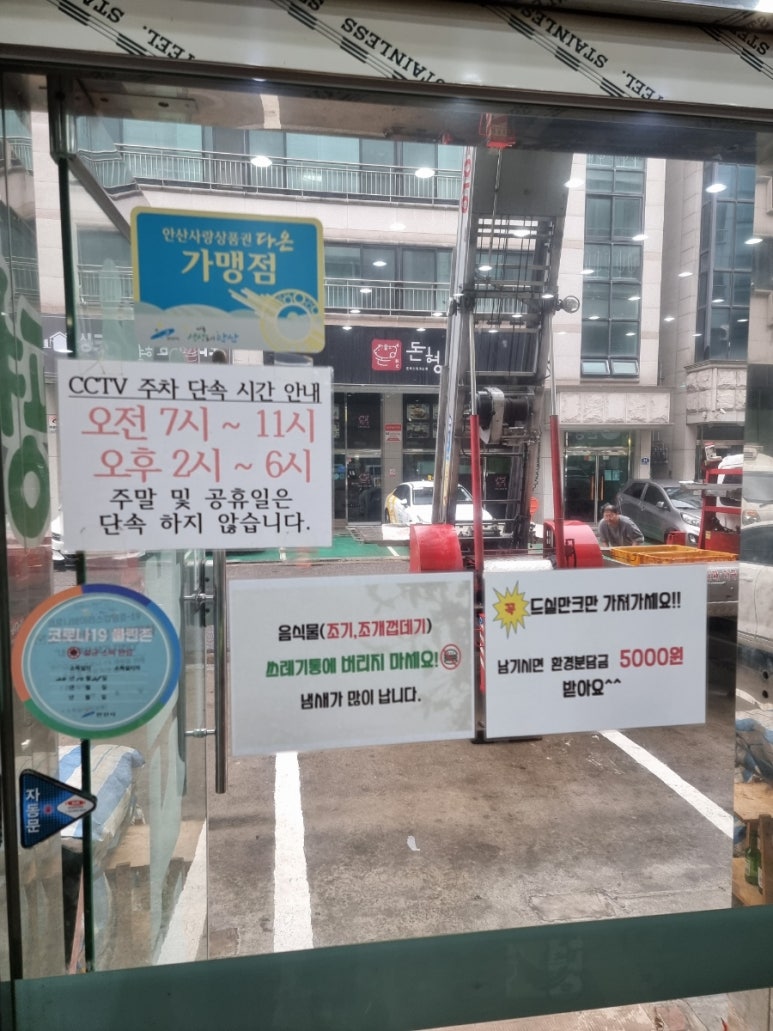 STEEL. STAINLESS
STAINLESS
STEEL. STAINLESS
안산사랑상품권 다온
가맹점
돈형
CCTV 주차 단속 시간 안내
오전 7시 ~ 11시
오후 2시 ~ 6시
주말 및 공휴일은
단속 하지 않습니다.
코로나19 클린존
음식물(조기,조개껍데기)
쓰레기통에 버리지 마세요!
냄새가 많이 납니다.
꼭 드실만크만 가저가세요!!
남기시면 환경분담금 5000원
받아요^^
자동문